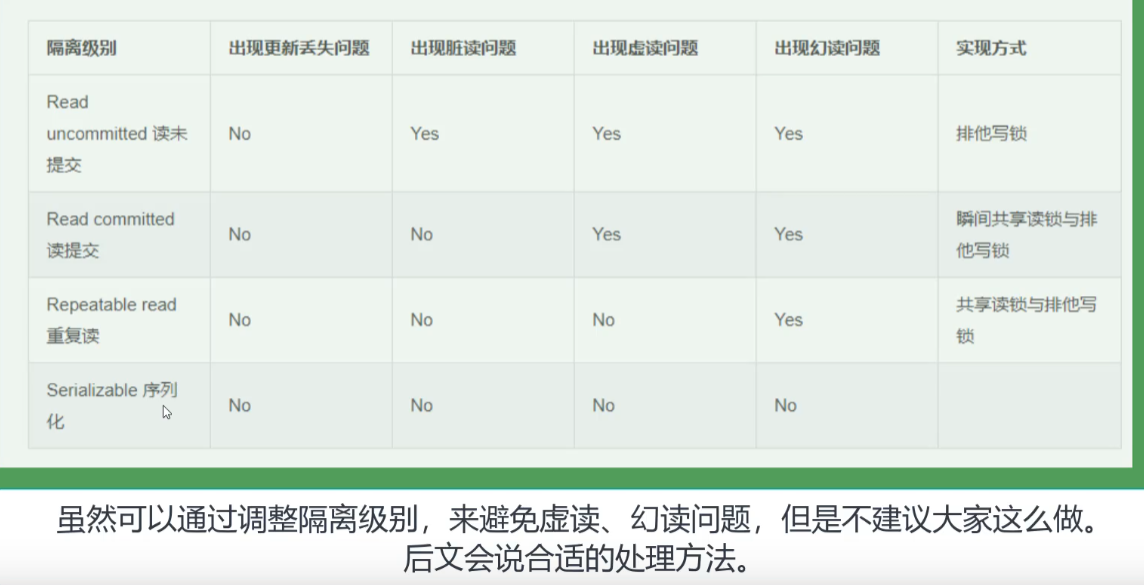 隔离级别 出现更新丢失问题 出现脏读问题 出现虚读问题 出现幻读问题 实现方式
Read
uncommitted 读未
提交
No Yes Yes Yes 排他写锁
Read committed
读提交
No No Yes Yes 瞬间共享读锁与排
他写锁
Repeatable read
重复读
No No No Yes 共享读锁与排他写
锁
Serializable 序列
化
No No No No
虽然可以通过调整隔离级别，来避免虚读、幻读问题，但是不建议大家这么做。
后文会说合适的处理方法。